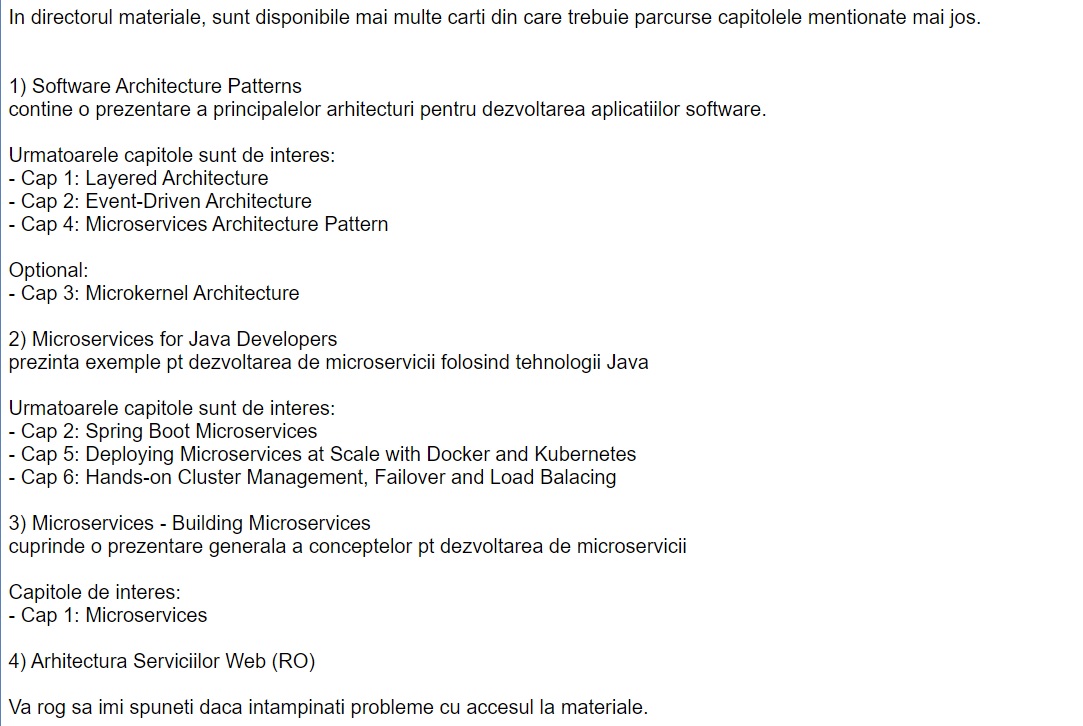 In directorul materiale, sunt disponibile mai multe carti din care trebuie parcurse capitolele mentionate mai jos.
1) Software Architecture Patterns
contine o prezentare a principalelor arhitecturi pentru dezvoltarea aplicatiilor software.
Urmatoarele capitole sunt de interes:
- Cap 1: Layered Architecture
- Cap 2: Event-Driven Architecture
- Cap 4: Microservices Architecture Pattern
Optional:
- Cap 3: Microkernel Architecture
2) Microservices for Java Developers
prezinta exemple pt dezvoltarea de microservicii folosind tehnologii Java
Urmatoarele capitole sunt de interes:
- Cap 2: Spring Boot Microservices
- Cap 5: Deploying Microservices at Scale with Docker and Kubernetes
- Cap 6: Hands-on Cluster Management, Failover and Load Balacing
3) Microservices - Building Microservices
cuprinde o prezentare generala a conceptelor pt dezvoltarea de microservicii
Capitole de interes:
- Cap 1: Microservices
4) Arhitectura Serviciilor Web (RO)
Va rog sa imi spuneti daca intampinati probleme cu accesul la materiale.